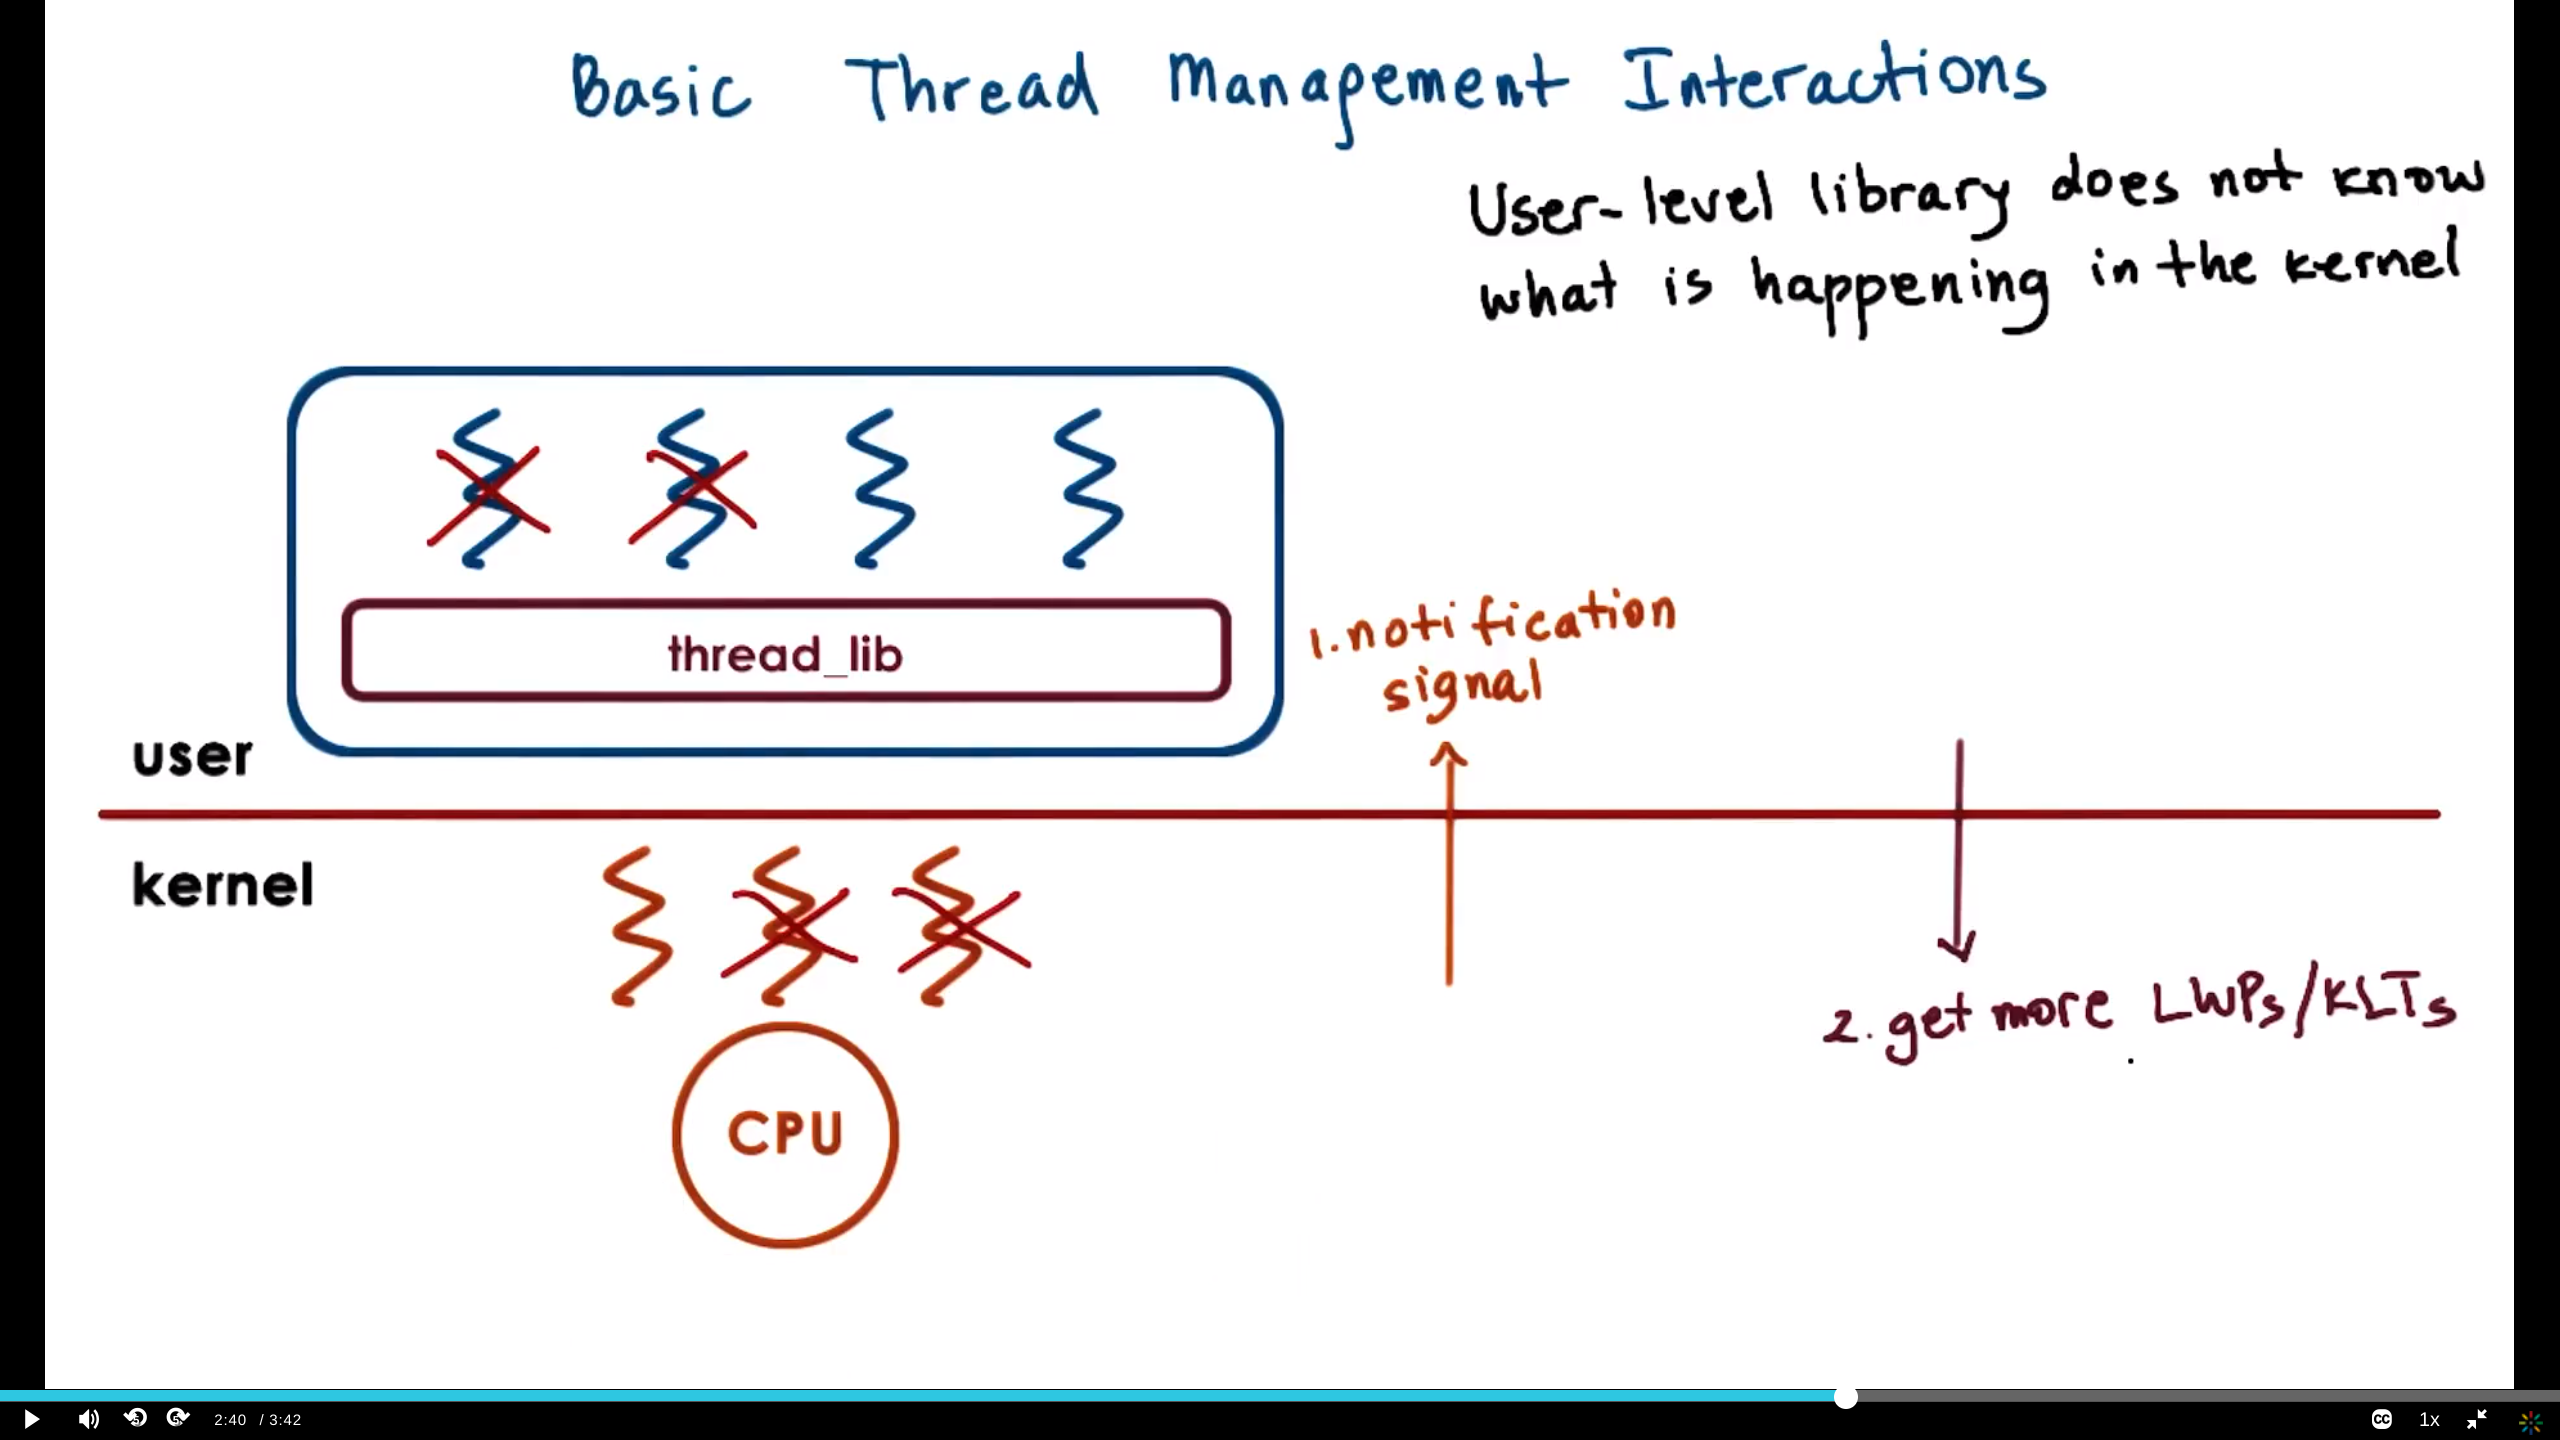 Basic Thread Management Interactions
User-level library does not know
what is happening in the kernel
1. notification
signal
thread_lib
user
kernel
2. get more LWPs/KLTs
CPU
2:40 / 3:42
CC
1x